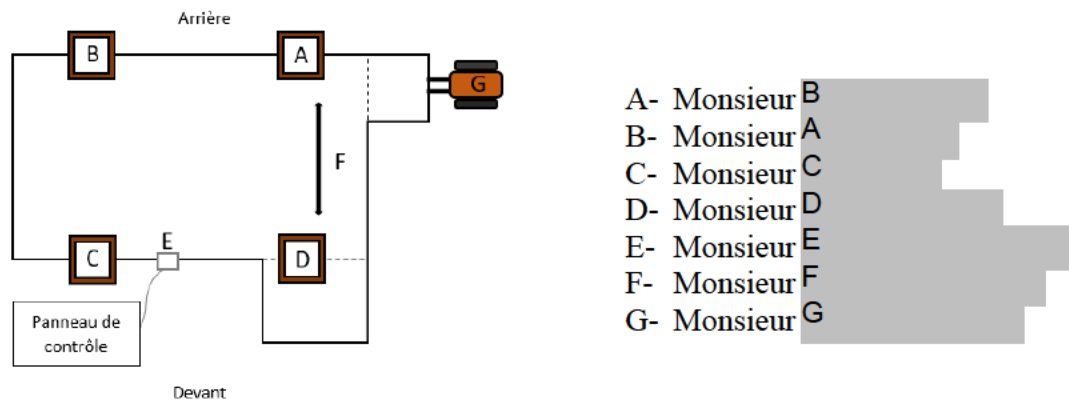 Arrière
B
A
G
F
E
C
D
Panneau de
contrôle
Devant
A- Monsieur B
B- Monsieur A
C- Monsieur C
D- Monsieur D
E- Monsieur E
F- Monsieur F
G- Monsieur G